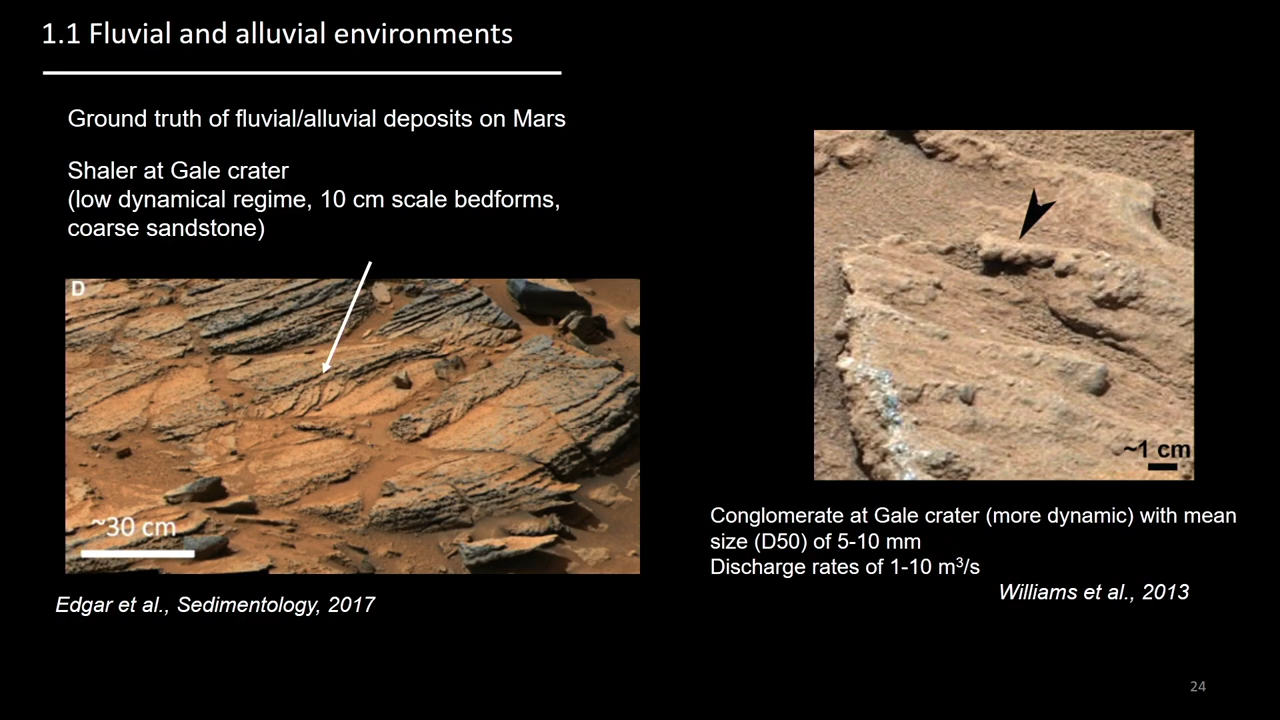 1.1 Fluvial and alluvial environments
Ground truth of fluvial/alluvial deposits on Mars
Shaler at Gale crater
(low dynamical regime, 10 cm scale bedforms,
coarse sandstone)
D
~30 cm
Edgar et al., Sedimentology, 2017
~1 cm
Conglomerate at Gale crater (more dynamic) with mean
size (D50) of 5-10 mm
Discharge rates of 1-10 m³/s
Williams et al., 2013
24